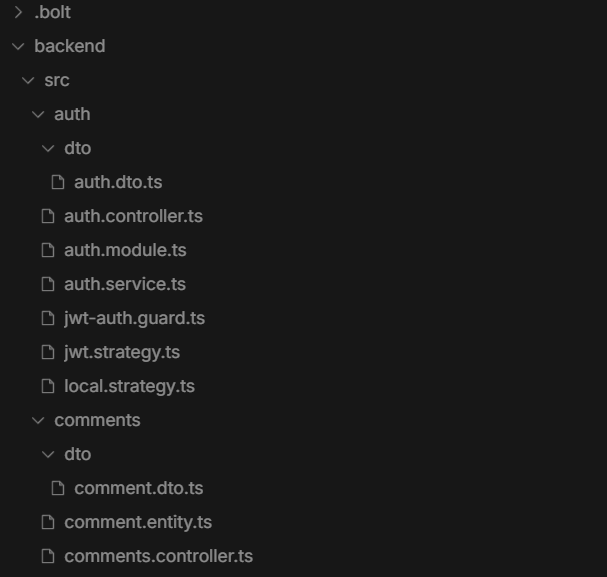 .bolt
backend
src
auth
dto
auth.dto.ts
auth.controller.ts
auth.module.ts
auth.service.ts
jwt-auth.guard.ts
jwt.strategy.ts
local.strategy.ts
comments
dto
comment.dto.ts
comment.entity.ts
comments.controller.ts